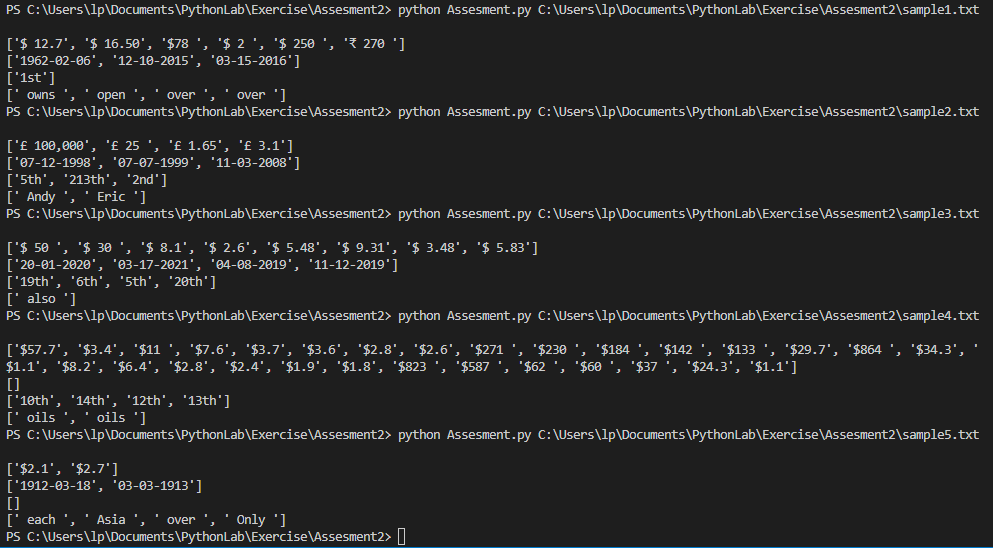 PS C:\Users\lp\Documents\PythonLab\Exercise\Assesment2> python Assesment.py C:\Users\lp\Documents\PythonLab\Exercise\Assesment2\sample1.txt
['$ 12.7', '$ 16.50', '$78 ', '$ 2 ', '$ 250 ', '₹ 270 ']
['1962-02-06', '12-10-2015', '03-15-2016']
['1st']
[' owns ', ' open ', ' over ', ' over ']
PS C:\Users\lp\Documents\PythonLab\Exercise\Assesment2> python Assesment.py C:\Users\lp\Documents\PythonLab\Exercise\Assesment2\sample2.txt
['£ 100,000', '£ 25 ', '£ 1.65', '£ 3.1']
['07-12-1998', '07-07-1999', '11-03-2008']
['5th', '213th', '2nd']
[' Andy ', ' Eric ']
PS C:\Users\lp\Documents\PythonLab\Exercise\Assesment2> python Assesment.py C:\Users\lp\Documents\PythonLab\Exercise\Assesment2\sample3.txt
['$ 50 ', '$ 30 ', '$ 8.1', '$ 2.6', '$ 5.48', '$ 9.31', '$ 3.48', '$ 5.83']
['20-01-2020', '03-17-2021', '04-08-2019', '11-12-2019']
['19th', '6th', '5th', '20th']
[' also ']
PS C:\Users\lp\Documents\PythonLab\Exercise\Assesment2> python Assesment.py C:\Users\lp\Documents\PythonLab\Exercise\Assesment2\sample4.txt
['$57.7', '$3.4', '$11 ', '$7.6', '$3.7', '$3.6', '$2.8', '$2.6', '$271 ', '$230 ', '$184 ', '$142 ', '$133 ', '$29.7', '$864 ', '$34.3', '
$1.1', '$8.2', '$6.4', '$2.8', '$2.4', '$1.9', '$1.8', '$823 ', '$587 ', '$62 ', '$60 ', '$37 ', '$24.3', '$1.1']
[]
['10th', '14th', '12th', '13th']
[' oils ', ' oils ']
PS C:\Users\lp\Documents\PythonLab\Exercise\Assesment2> python Assesment.py C:\Users\lp\Documents\PythonLab\Exercise\Assesment2\sample5.txt
['$2.1', '$2.7']
['1912-03-18', '03-03-1913']
[]
[' each ', ' Asia ', ' over ', ' Only ']
PS C:\Users\lp\Documents\PythonLab\Exercise\Assesment2>